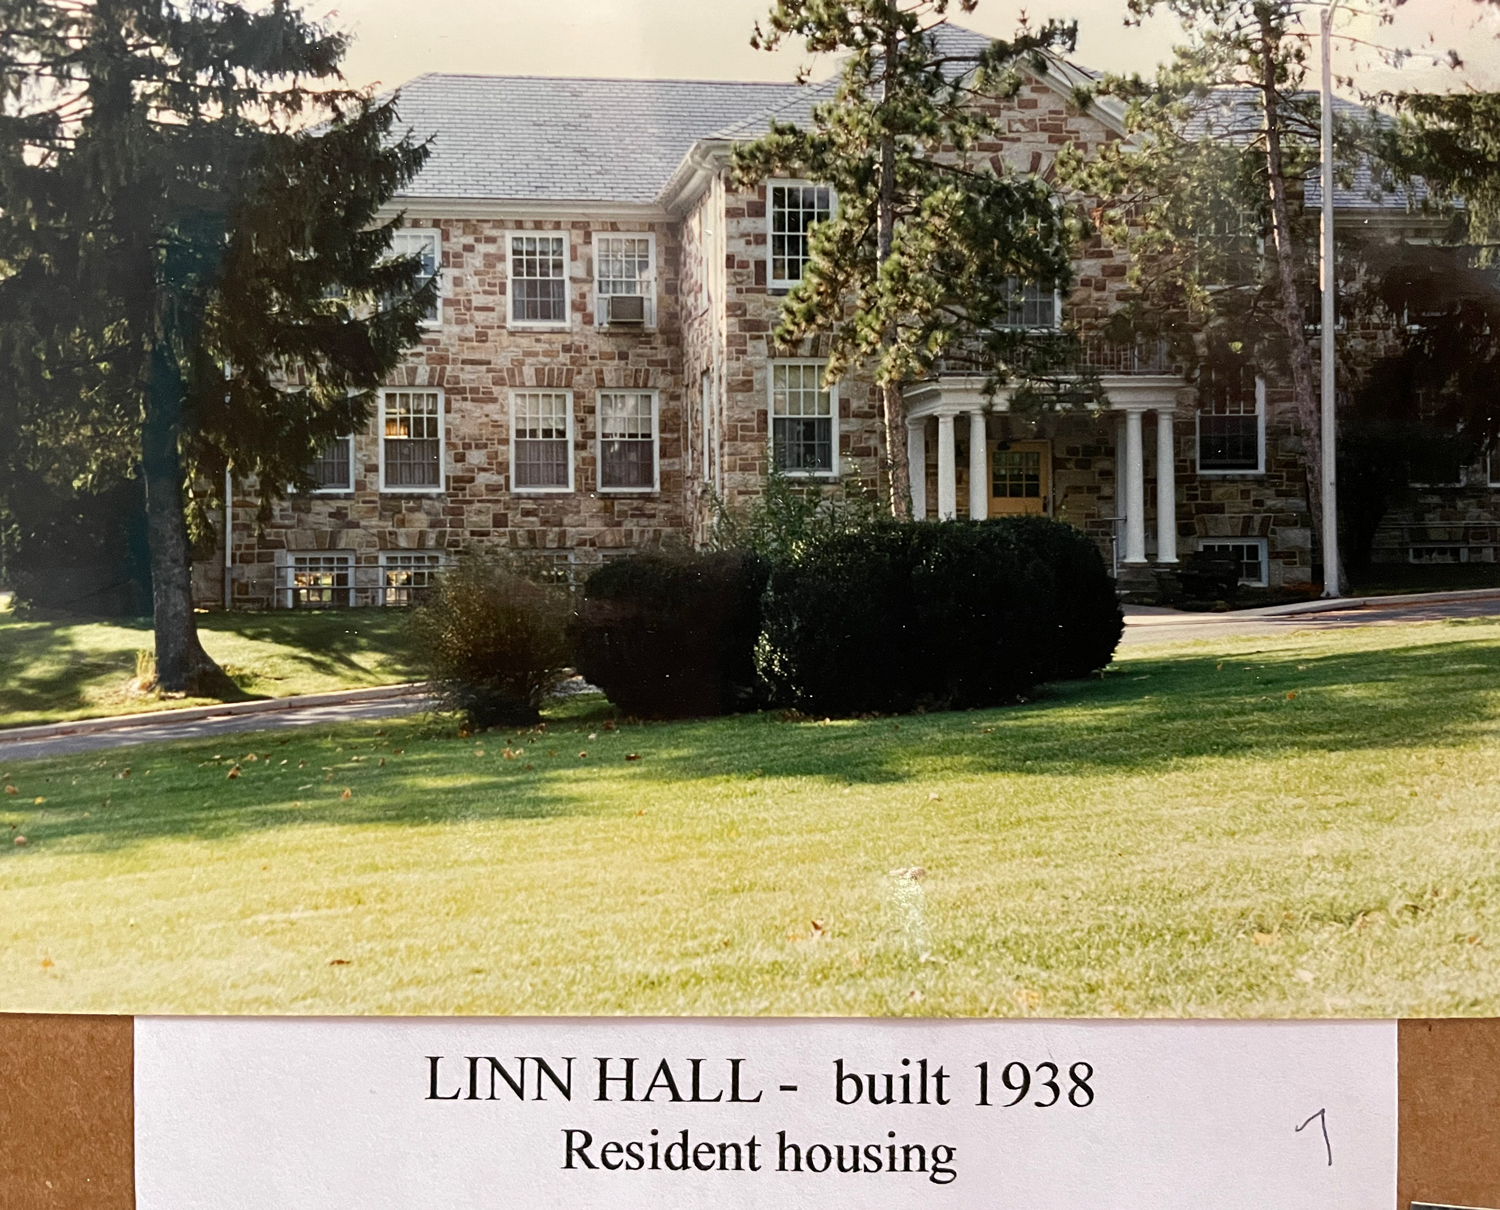 LINN HALL - built 1938
Resident housing
7